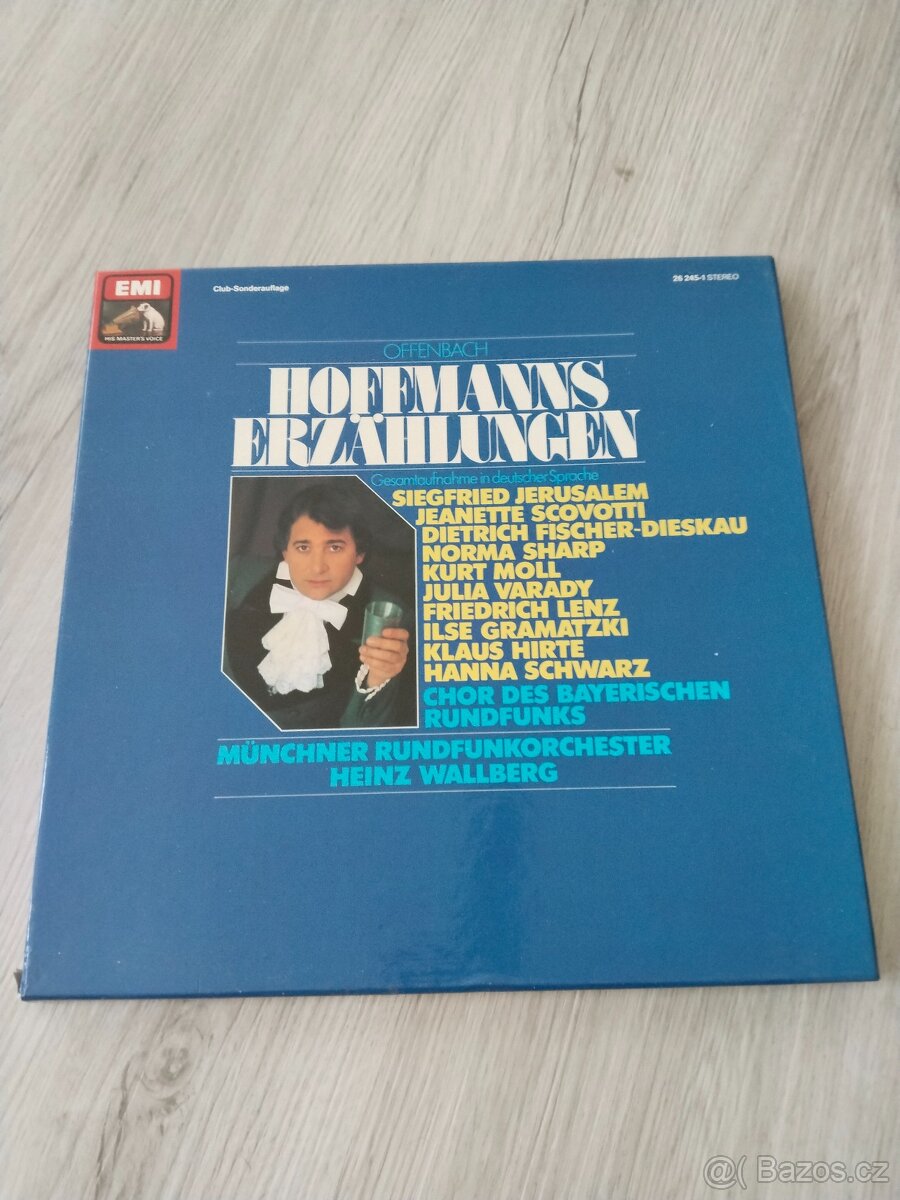 EMI
HIS MASTER'S VOICE
Club-Sonderauflage
26 245-1 STEREO
OFFENBACH
HOFFMANNS
ERZÄHLUNGEN
Gesamtaufnahme in deutscher Sprache
SIEGFRIED JERUSALEM
JEANETTE SCOVOTTI
DIETRICH FISCHER-DIESKAU
NORMA SHARP
KURT MOLL
JULIA VARADY
FRIEDRICH LENZ
ILSE GRAMATZKI
KLAUS HIRTE
HANNA SCHWARZ
CHOR DES BAYERISCHEN
RUNDFUNKS
MÜNCHNER RUNDFUNKORCHESTER
HEINZ WALLBERG
@( Bazos.cz